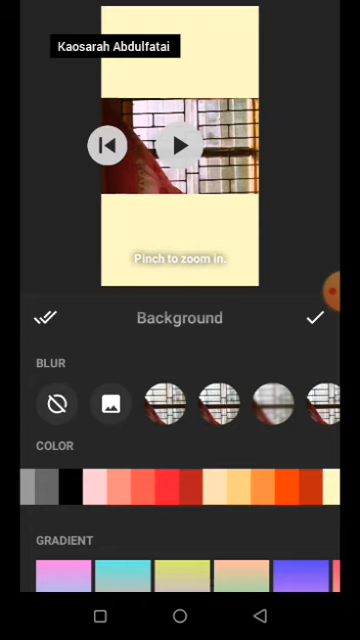 Kaosarah Abdulfatai
Pinch to zoom in.
Background
BLUR
COLOR
GRADIENT